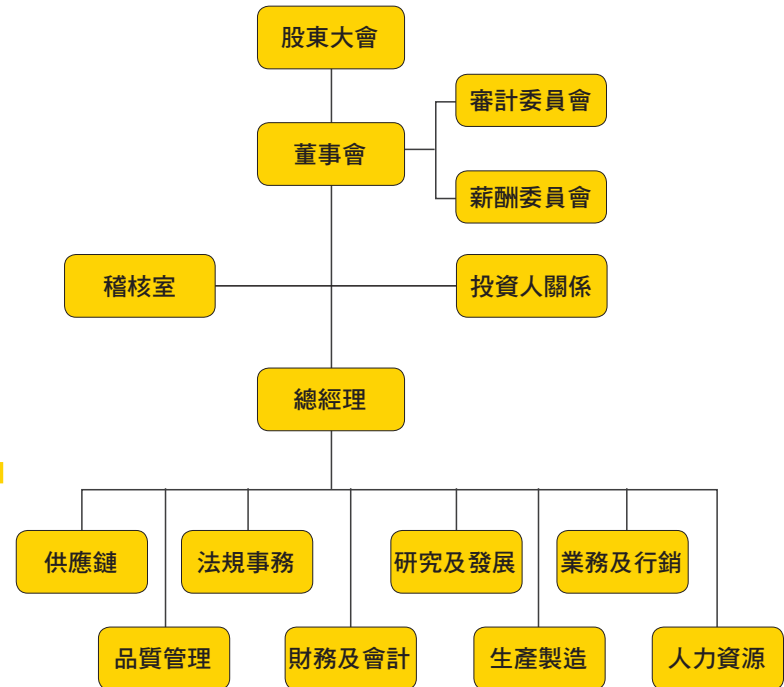 股東大會
審計委員會
董事會
薪酬委員會
稽核室
投資人關係
總經理
供應鏈
法規事務
研究及發展
業務及行銷
品質管理
財務及會計
生產製造
人力資源